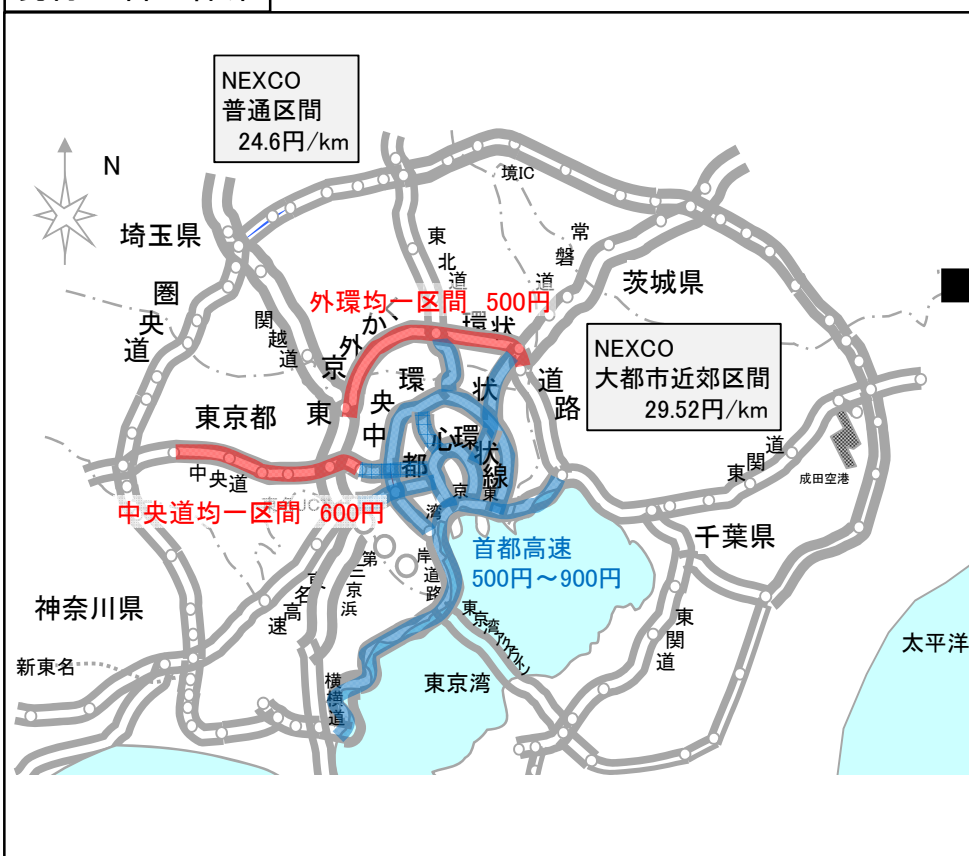 NEXCO
普通区間
24.6円/km
N
境IC
埼玉県
東北道
常磐道
茨城県
圏央道
関越道
外環均一区間 500円
東京外か
環状
道路
NEXCO
大都市近郊区間
29.52円/km
東京都
中央環状
都心環状線
中央道
東関道
成田空港
中央道均一区間 600円
首都高速
500円～900円
千葉県
東京湾
湾岸道路
第三京浜
東名高速
神奈川県
東京湾
東関道
新東名
横横道
東京湾
太平洋